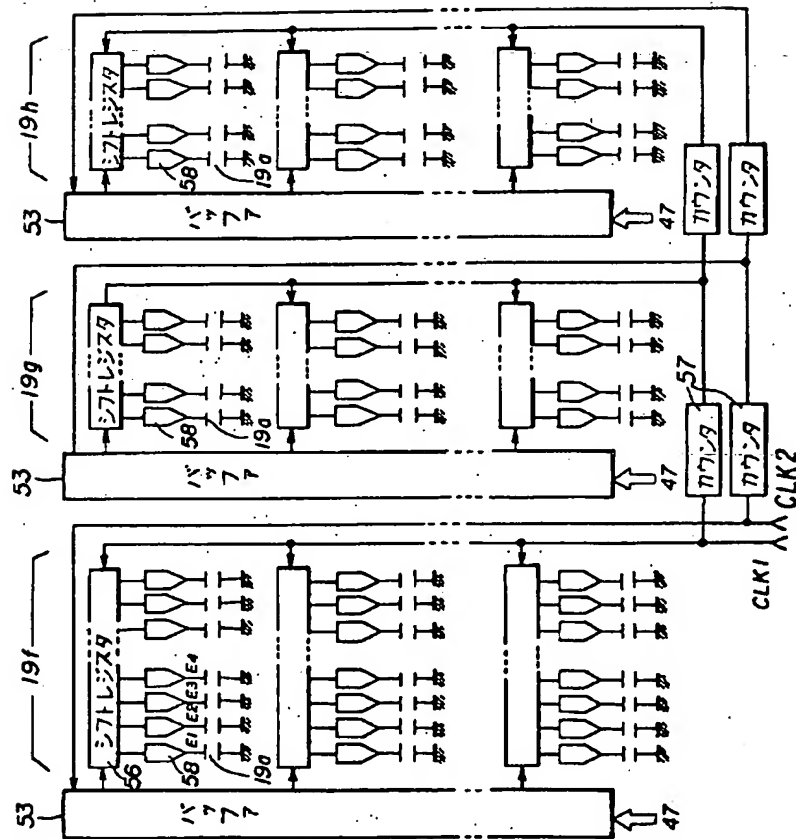 19f
19g
19h
53
バッファ
シフトレジスタ
56
58
E1
E2
E3
E4
19a
47
53
バッファ
シフトレジスタ
58
19a
47
53
バッファ
シフトレジスタ
58
19a
47
カウンタ
カウンタ
57
カウンタ
カウンタ
CLK1
CLK2